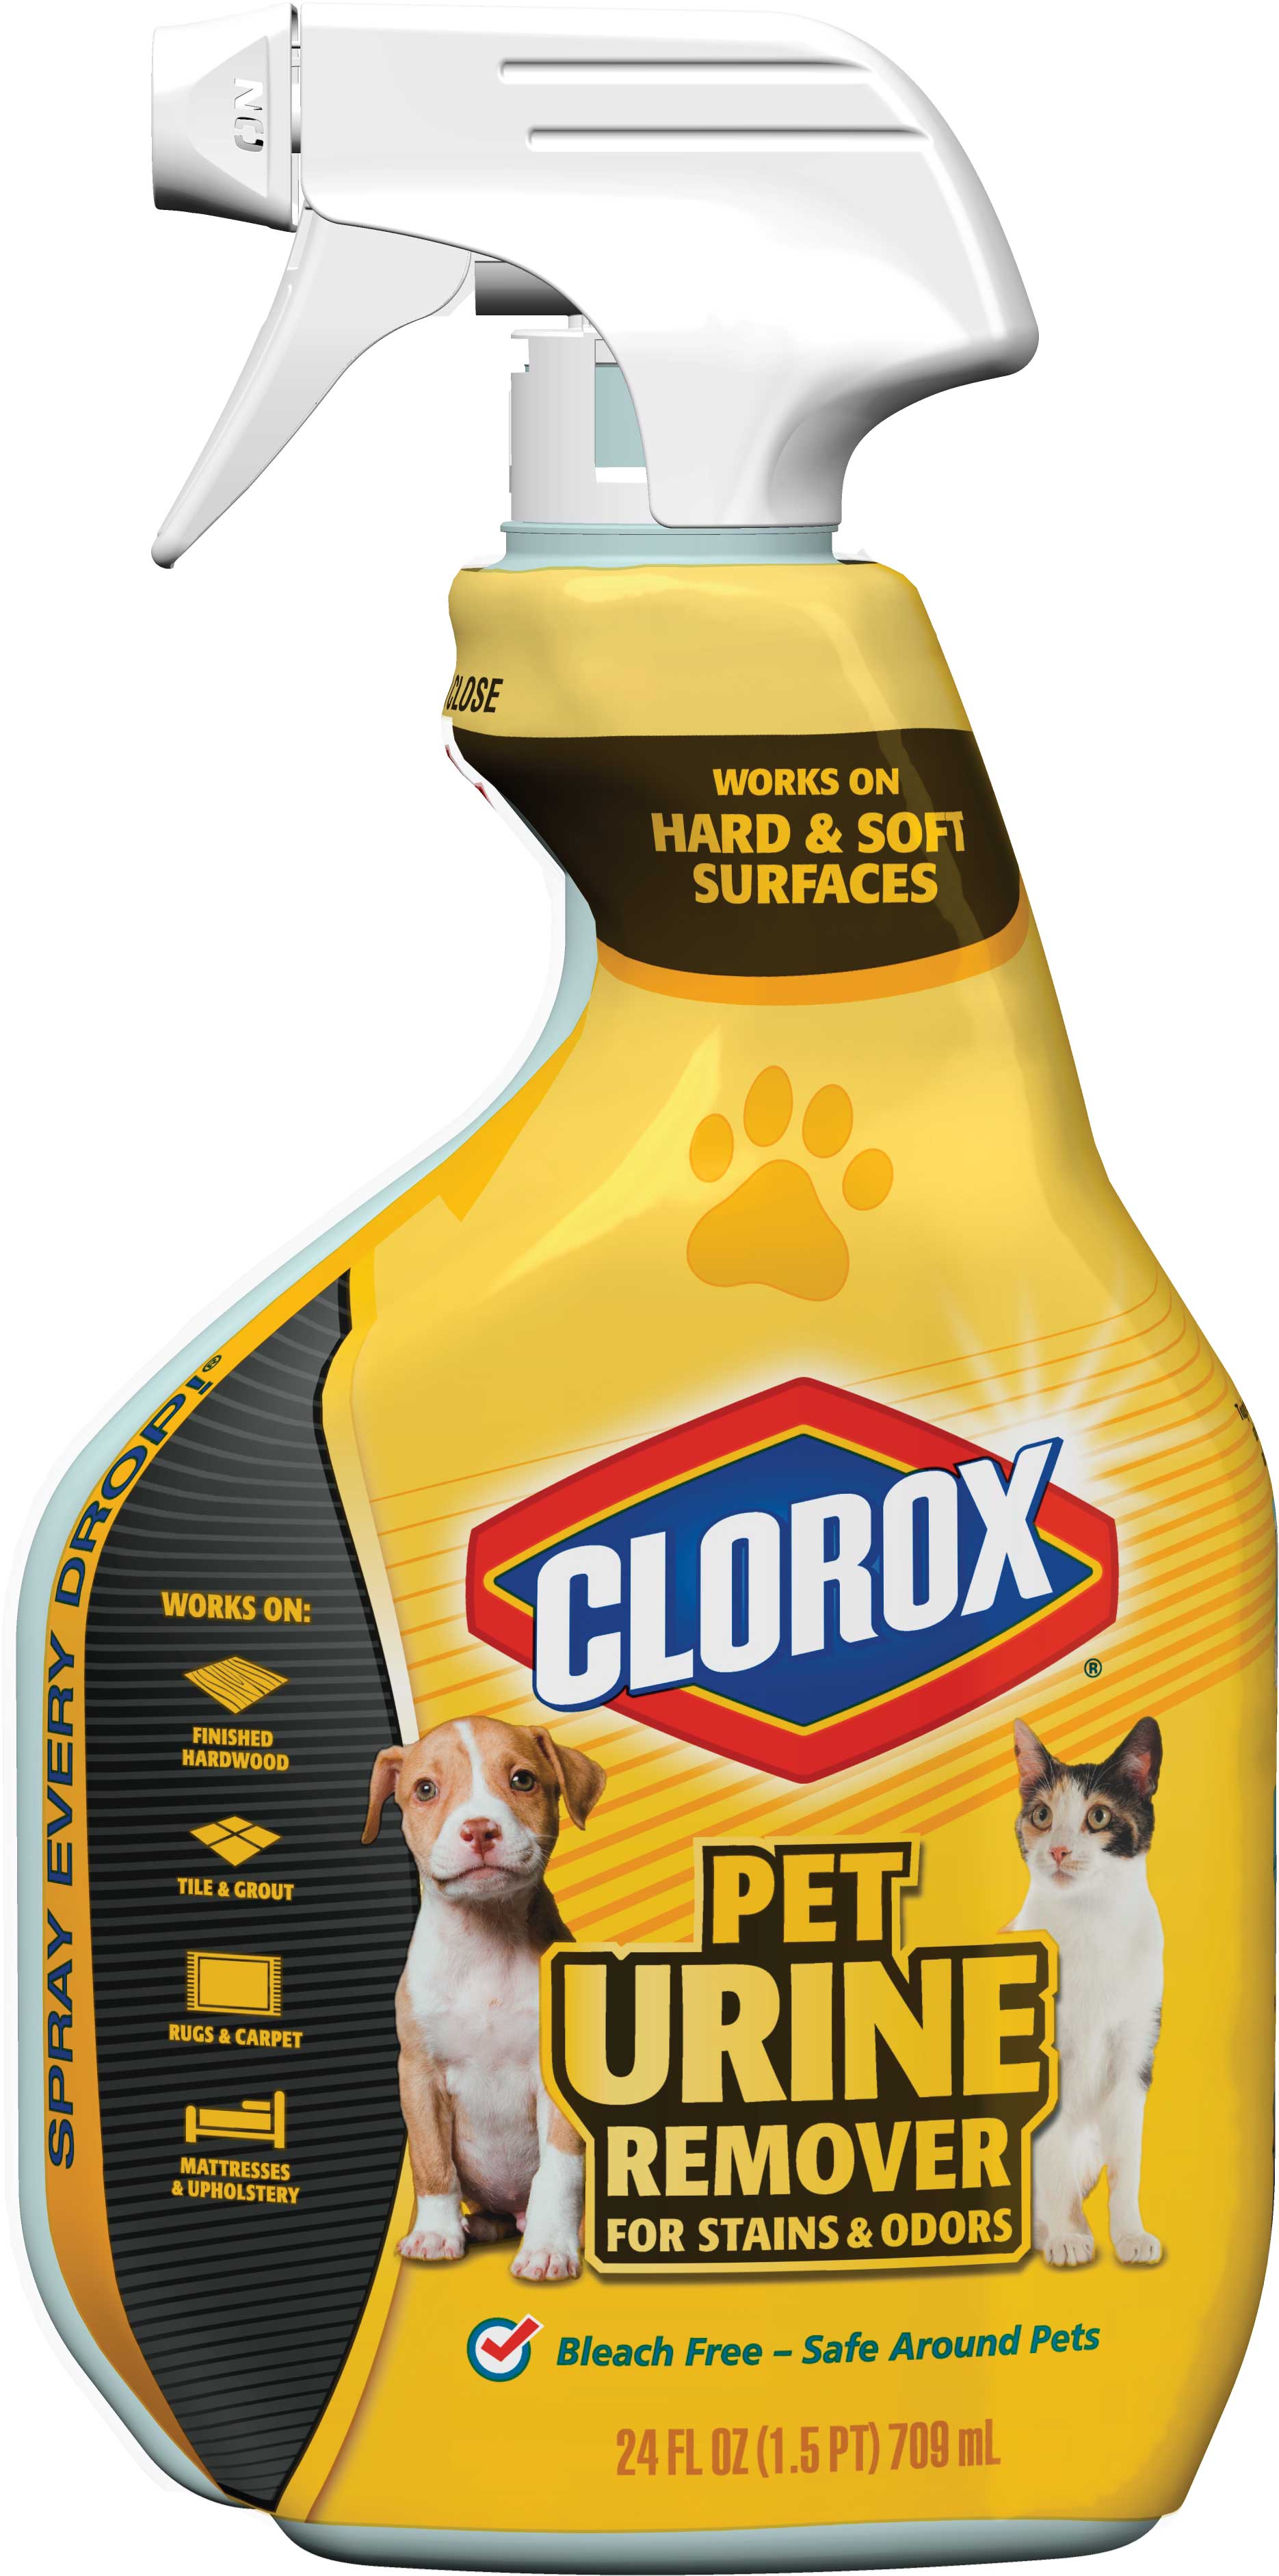 ON
CLOSE
WORKS ON
HARD & SOFT
SURFACES
SPRAY EVERY DROP!®
CLOROX
®
WORKS ON:
FINISHED
HARDWOOD
TILE & GROUT
RUGS & CARPET
MATTRESSES
& UPHOLSTERY
PET
URINE
REMOVER
FOR STAINS & ODORS
Bleach Free – Safe Around Pets
24 FL OZ (1.5 PT) 709 mL